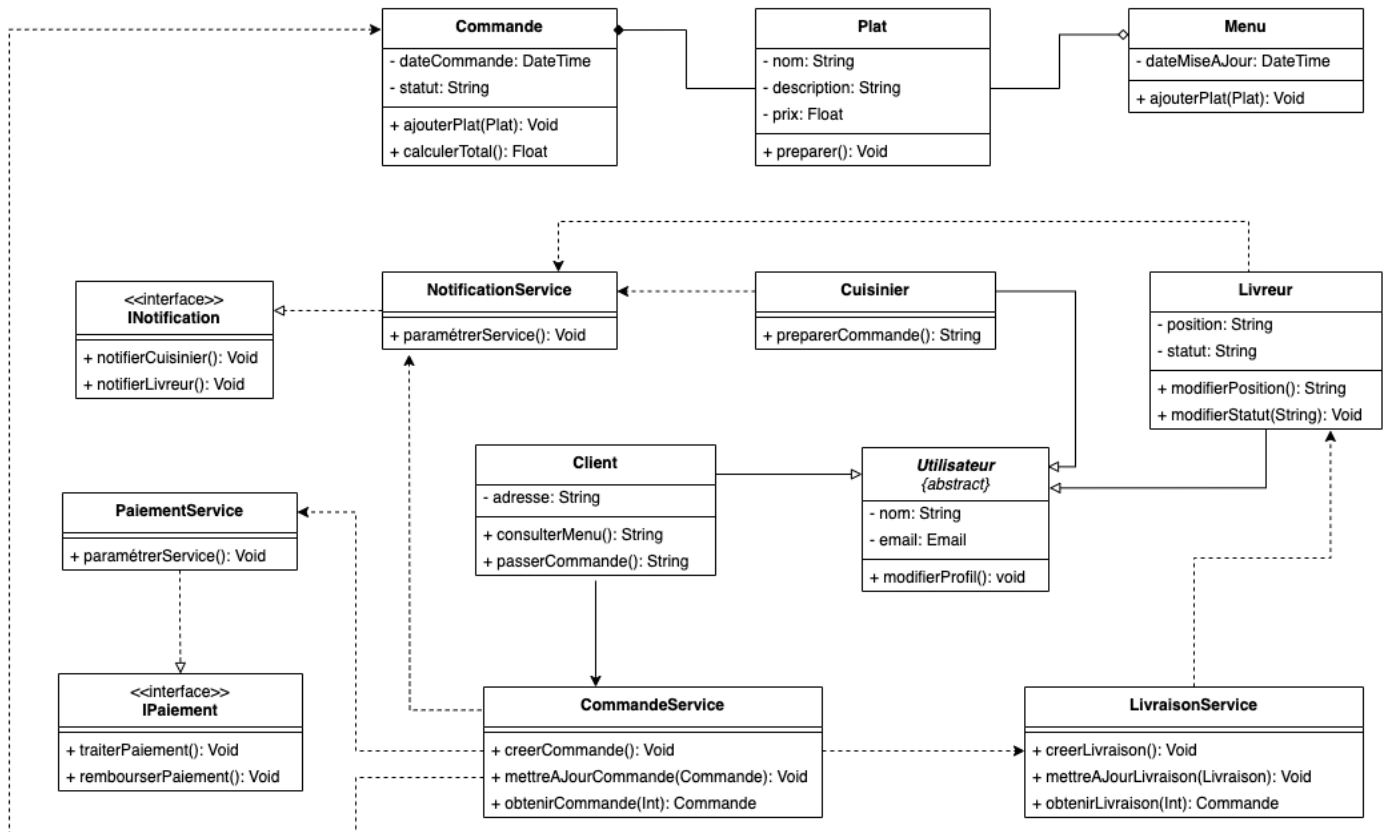 Commande
- dateCommande: DateTime
- statut: String
+ ajouterPlat(Plat): Void
+ calculerTotal(): Float
Plat
- nom: String
- description: String
- prix: Float
+ preparer(): Void
Menu
- dateMiseAJour: DateTime
+ ajouterPlat(Plat): Void
<<interface>>
INotification
+ notifierCuisinier(): Void
+ notifierLivreur(): Void
NotificationService
+ paramétrerService(): Void
Cuisinier
+ preparerCommande(): String
Livreur
- position: String
- statut: String
+ modifierPosition(): String
+ modifierStatut(String): Void
Client
- adresse: String
+ consulterMenu(): String
+ passerCommande(): String
Utilisateur
{abstract}
- nom: String
- email: Email
+ modifierProfil(): void
PaiementService
+ paramétrerService(): Void
<<interface>>
IPaiement
+ traiterPaiement(): Void
+ rembourserPaiement(): Void
CommandeService
+ creerCommande(): Void
+ mettreAJourCommande(Commande): Void
+ obtenirCommande(Int): Commande
LivraisonService
+ creerLivraison(): Void
+ mettreAJourLivraison(Livraison): Void
+ obtenirLivraison(Int): Commande